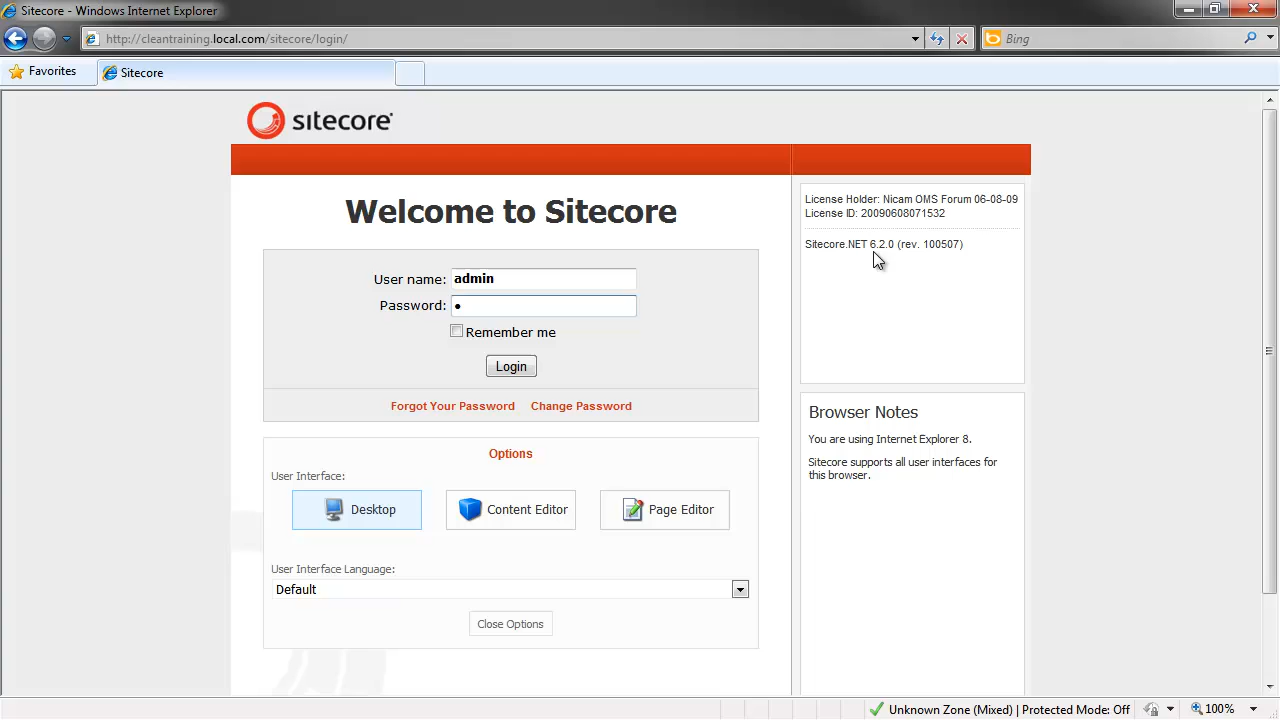 Sitecore - Windows Internet Explorer
http://cleantraining.local.com/sitecore/login/
Bing
Favorites
Sitecore
sitecore
Welcome to Sitecore
User name: admin
Password: ●
Remember me
Login
Forgot Your Password Change Password
Options
User Interface:
Desktop Content Editor Page Editor
User Interface Language:
Default
Close Options
License Holder: Nicam OMS Forum 06-08-09
License ID: 20090608071532
Sitecore.NET 6.2.0 (rev. 100507)
Browser Notes
You are using Internet Explorer 8.
Sitecore supports all user interfaces for
this browser.
Unknown Zone (Mixed) | Protected Mode: Off
100%